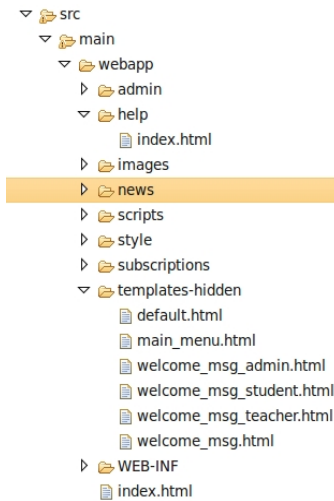 src
main
webapp
admin
help
index.html
images
news
scripts
style
subscriptions
templates-hidden
default.html
main_menu.html
welcome_msg_admin.html
welcome_msg_student.html
welcome_msg_teacher.html
welcome_msg.html
WEB-INF
index.html